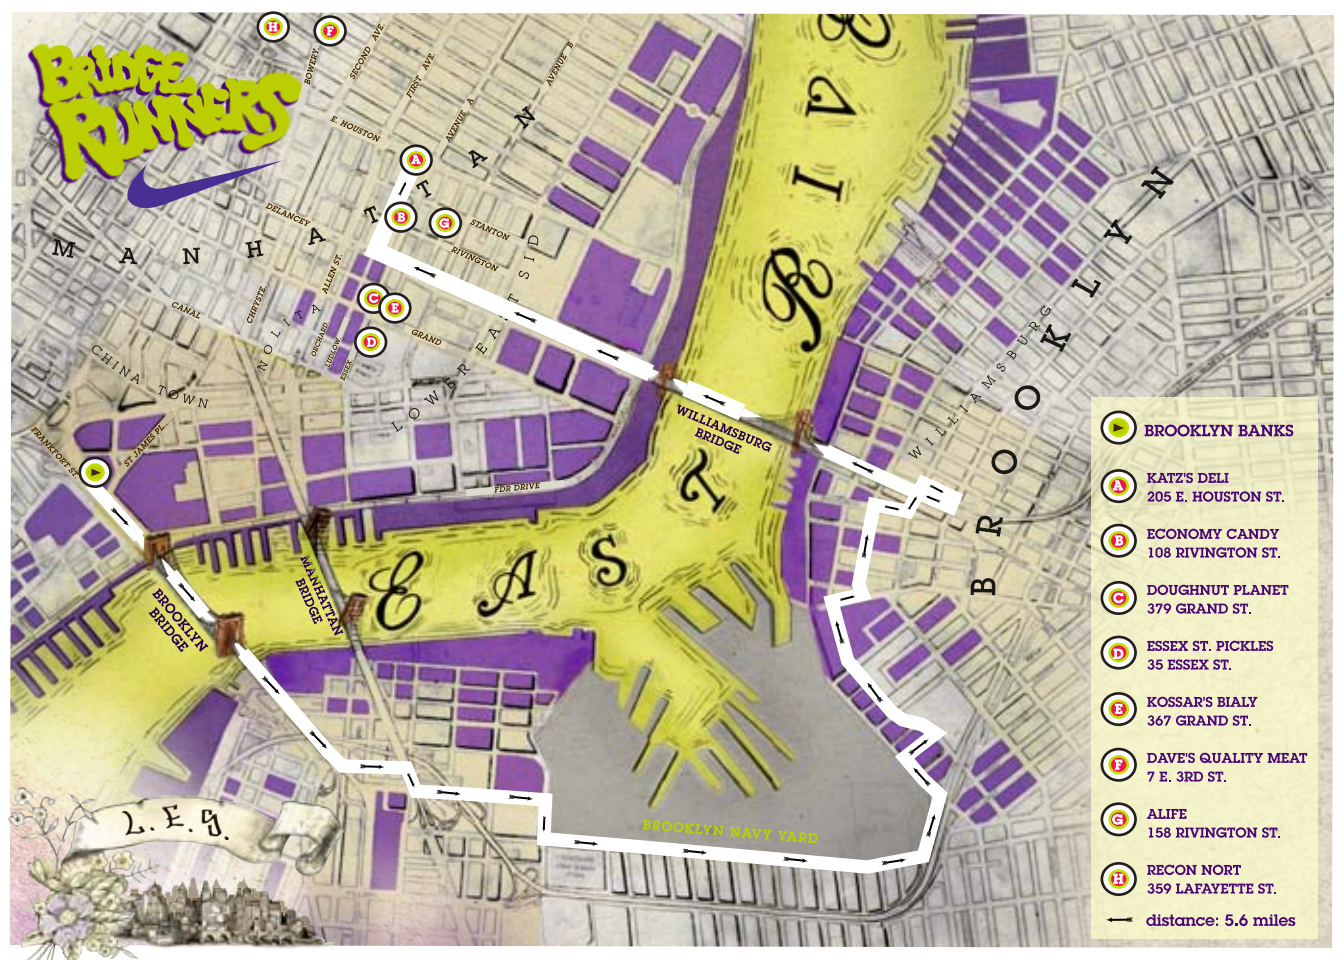 BRIDGE
RUNNERS
H
F
BOWERY
SECOND AVE.
FIRST AVE.
AVENUE A
AVENUE B
E. HOUSTON
A
B
G
STANTON
RIVINGTON
DELANCEY
MANHATTAN
ALLEN ST.
CHRYSTE.
CANAL
NOLITA
ORCHARD
LUDLOW
ESSEX
C
E
D
GRAND
LOWER EAST SID
CHINA TOWN
FRANKFORT ST.
ST JAMES PL...
FDR DRIVE
EAST RIVER
WILLIAMSBURG
BRIDGE
WILLIAMSBURG
BROOKLYN
MANHATTAN
BRIDGE
BROOKLYN
BRIDGE
BROOKLYN NAVY YARD
L.E.S.
BROOKLYN BANKS
A KATZ'S DELI
205 E. HOUSTON ST.
B ECONOMY CANDY
108 RIVINGTON ST.
C DOUGHNUT PLANET
379 GRAND ST.
D ESSEX ST. PICKLES
35 ESSEX ST.
E KOSSAR'S BIALY
367 GRAND ST.
F DAVE'S QUALITY MEAT
7 E. 3RD ST.
G ALIFE
158 RIVINGTON ST.
H RECON NORT
359 LAFAYETTE ST.
distance: 5.6 miles